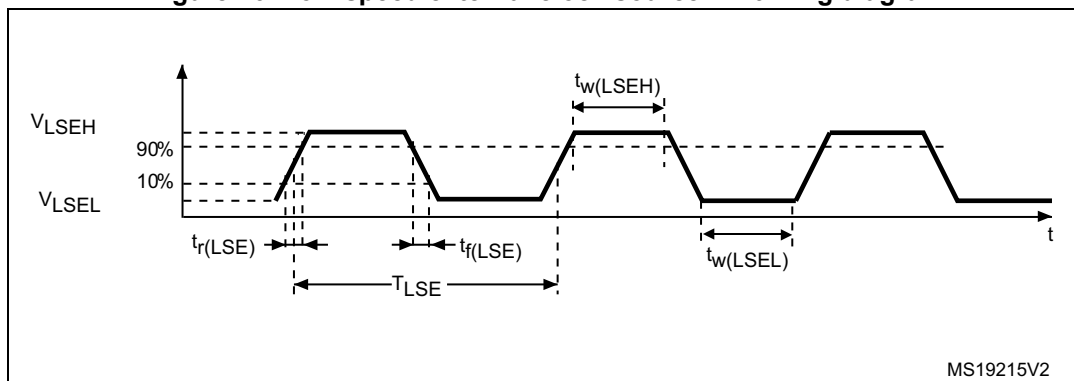 t_w(LSEH)
V_LSEH
90%
10%
V_LSEL
t_r(LSE)
t_f(LSE)
t
t_w(LSEL)
T_LSE
MS19215V2